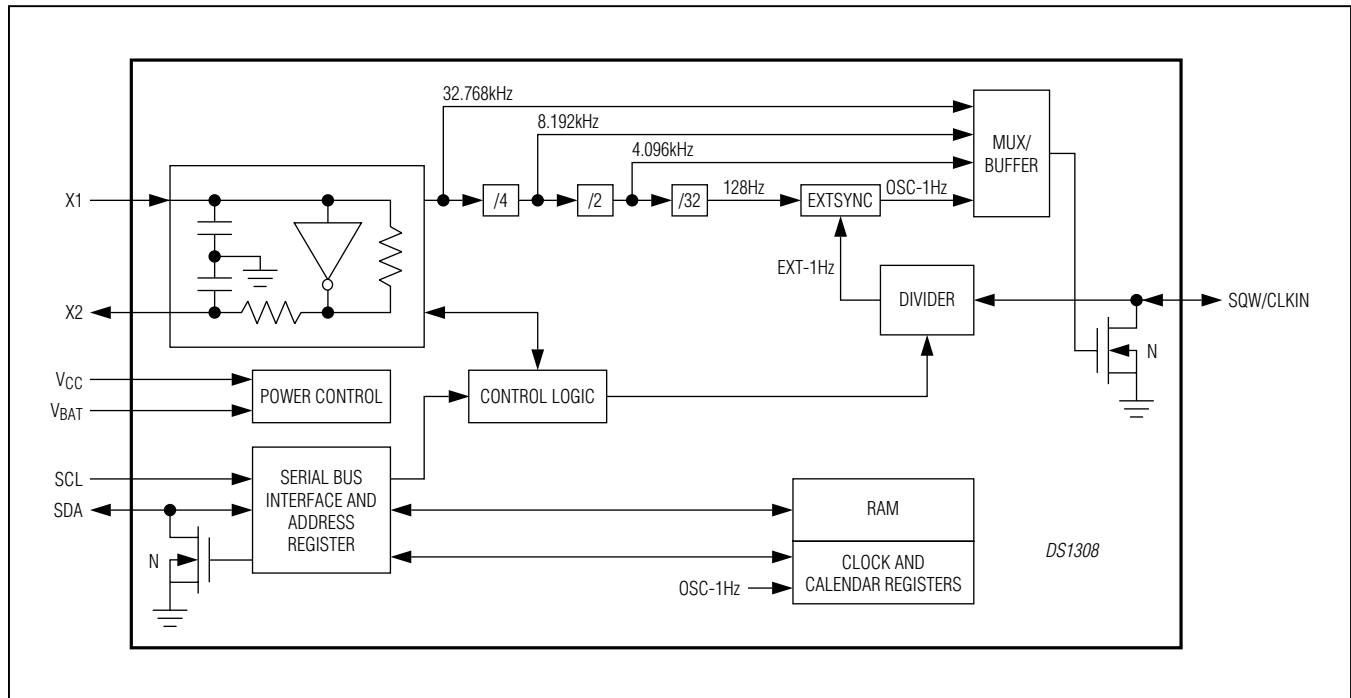 32.768kHz
8.192kHz
4.096kHz
MUX/
BUFFER
X1
/4
/2
/32
128Hz
EXTSYNC
OSC-1Hz
EXT-1Hz
DIVIDER
SQW/CLKIN
X2
N
VCC
VBAT
POWER CONTROL
CONTROL LOGIC
SCL
SDA
SERIAL BUS
INTERFACE AND
ADDRESS
REGISTER
N
RAM
CLOCK AND
CALENDAR REGISTERS
OSC-1Hz
DS1308